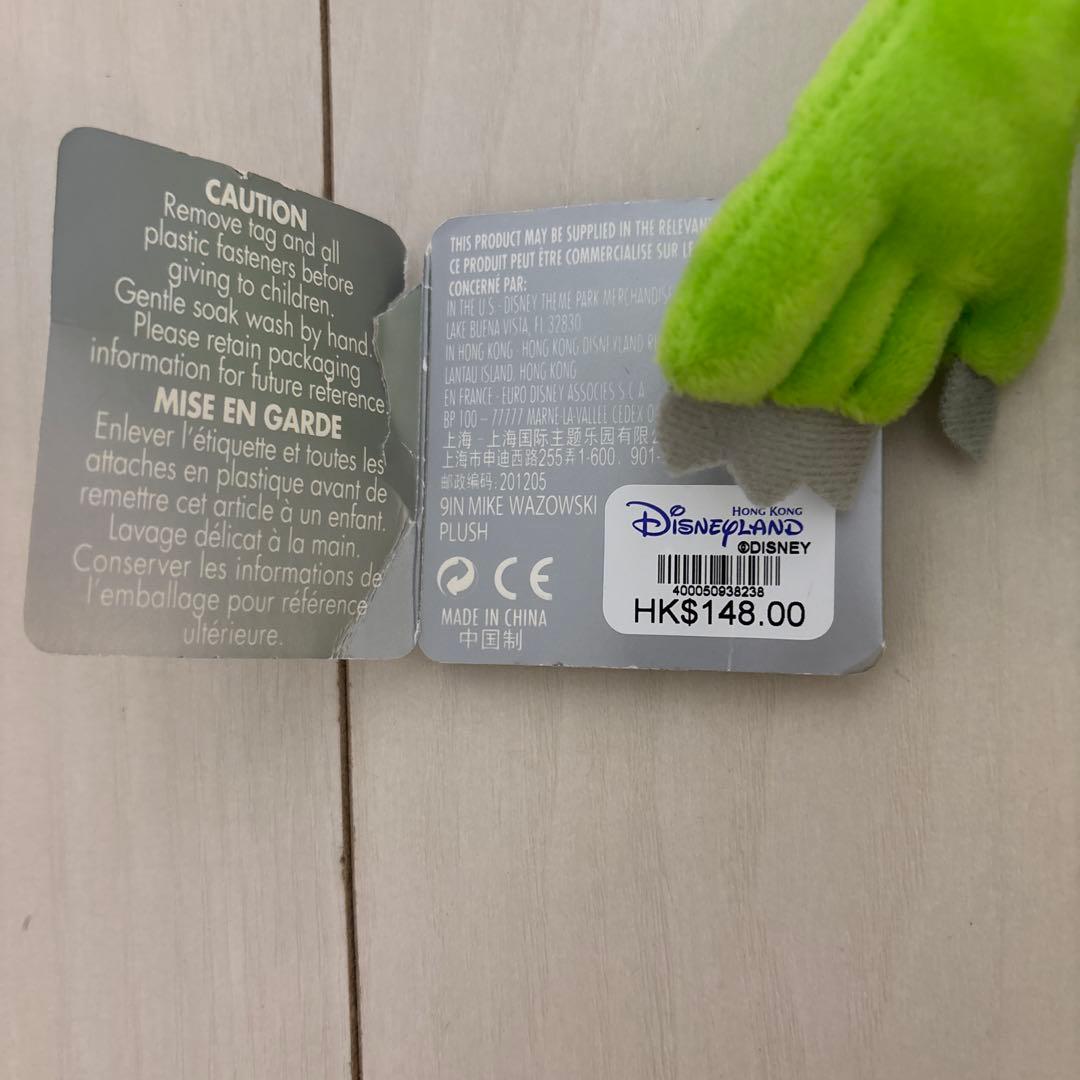 CAUTION
Remove tag and all
plastic fasteners before
giving to children.
Gentle soak wash by hand.
Please retain packaging
information for future reference.
MISE EN GARDE
Enlever l'étiquette et toutes les
attaches en plastique avant de
remettre cet article à un enfant.
Lavage délicat à la main.
Conserver les informations de
l'emballage pour référence
ultérieure.
THIS PRODUCT MAY BE SUPPLIED IN THE RELEVANT
CE PRODUIT PEUT ÊTRE COMMERCIALISE SUR LE
CONCERNÉ PAR:
IN THE U.S - DISNEY THEME PARK MERCHANDISE
LAKE BUENA VISTA, FL 32830
IN HONG KONG - HONG KONG DISNEYLAND
LANTAU ISLAND, HONG KONG
EN FRANCE - EURO DISNEY ASSOCIES S.C.A
BP 100 – 77777 MARNE-LA-VALLEE CEDEX
上海 - 上海国际主题乐园有限
上海市申迪西路255弄1-600, 901-
邮政编码: 201205
9IN MIKE WAZOWSKI
PLUSH
CE
MADE IN CHINA
中国制
HONG KONG
DISNEYLAND
©DISNEY
400050938238
HK$148.00